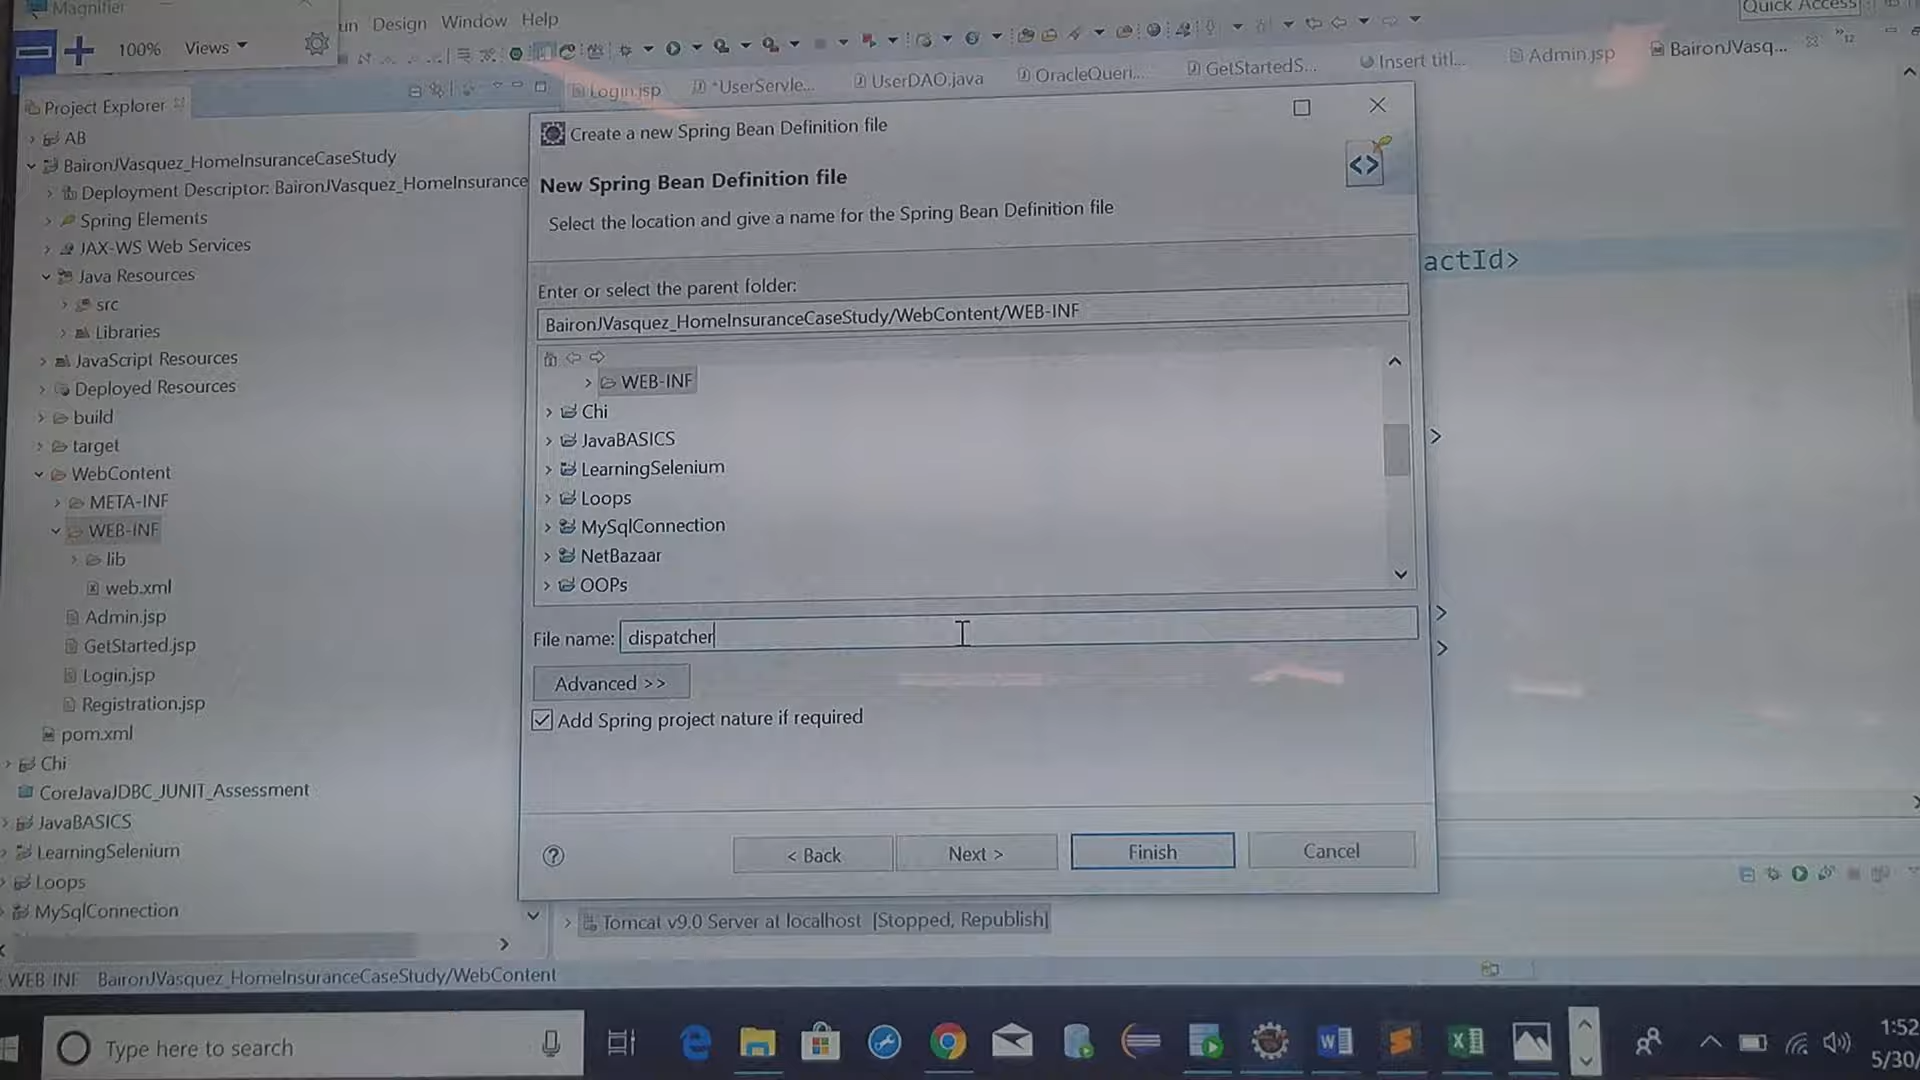 Magnifier
100% Views
un Design Window Help
Quick Access
Project Explorer
Login.jsp *UserServle... UserDAO.java OracleQueri... GetStartedS... Insert titl... Admin.jsp BaironJVasq... »12
AB
BaironJVasquez_HomeInsuranceCaseStudy
Deployment Descriptor: BaironJVasquez_HomeInsurance
Spring Elements
JAX-WS Web Services
Java Resources
src
Libraries
JavaScript Resources
Deployed Resources
build
target
WebContent
META-INF
WEB-INF
lib
web.xml
Admin.jsp
GetStarted.jsp
Login.jsp
Registration.jsp
pom.xml
Chi
CoreJavaJDBC_JUNIT_Assessment
JavaBASICS
LearningSelenium
Loops
MySqlConnection
Create a new Spring Bean Definition file
New Spring Bean Definition file
Select the location and give a name for the Spring Bean Definition file
Enter or select the parent folder:
BaironJVasquez_HomeInsuranceCaseStudy/WebContent/WEB-INF
WEB-INF
Chi
JavaBASICS
LearningSelenium
Loops
MySqlConnection
NetBazaar
OOPs
File name: dispatcher
Advanced >>
Add Spring project nature if required
< Back Next > Finish Cancel
actId>
Tomcat v9.0 Server at localhost [Stopped, Republish]
WEB-INF BaironJVasquez_HomeInsuranceCaseStudy/WebContent
Type here to search
1:52
5/30/